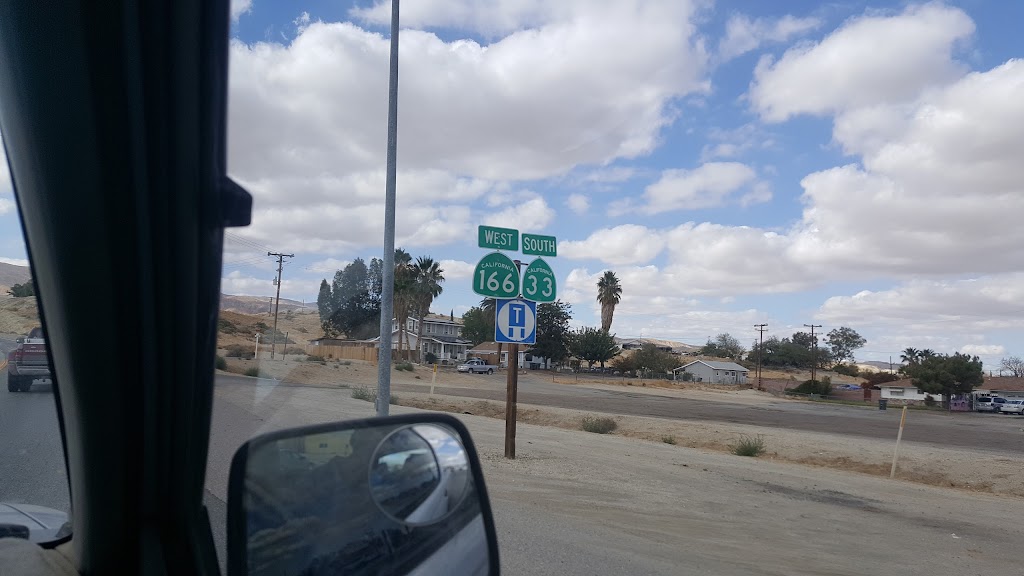 WEST SOUTH
CALIFORNIA CALIFORNIA
166 33
T
H